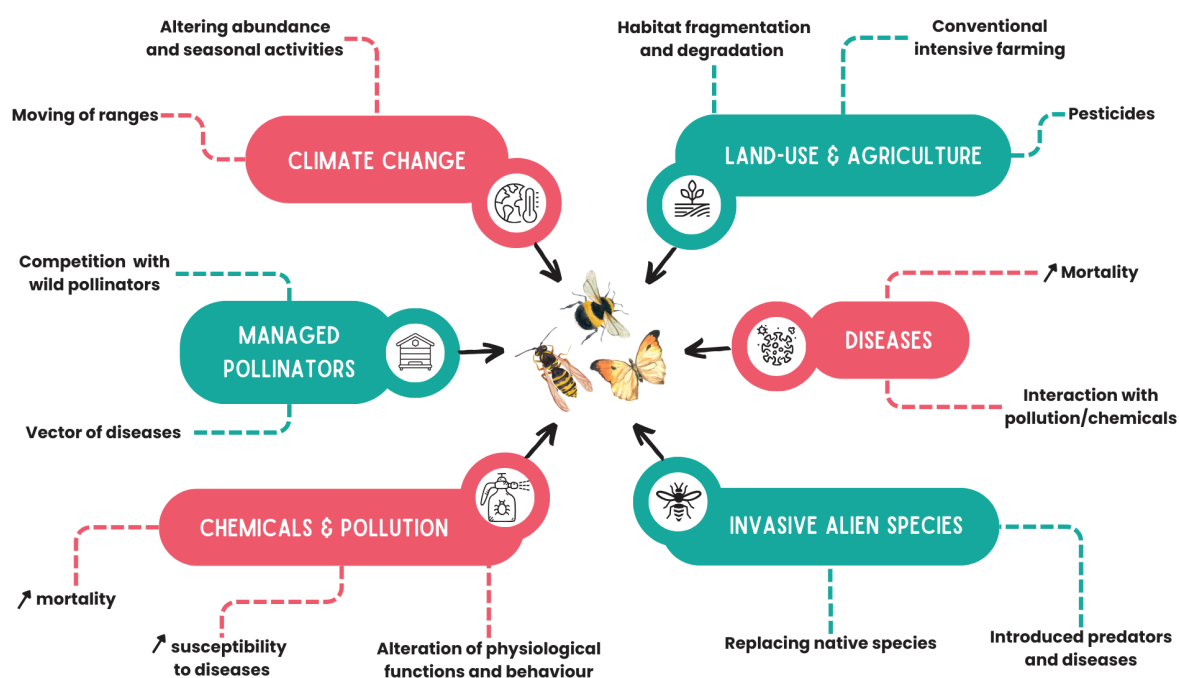 Altering abundance
and seasonal activities
Moving of ranges
CLIMATE CHANGE
Habitat fragmentation
and degradation
Conventional
intensive farming
Pesticides
LAND-USE & AGRICULTURE
Competition with
wild pollinators
MANAGED
POLLINATORS
Vector of diseases
↗ Mortality
DISEASES
Interaction with
pollution/chemicals
CHEMICALS & POLLUTION
↗ mortality
↗ susceptibility
to diseases
Alteration of physiological
functions and behaviour
INVASIVE ALIEN SPECIES
Replacing native species
Introduced predators
and diseases